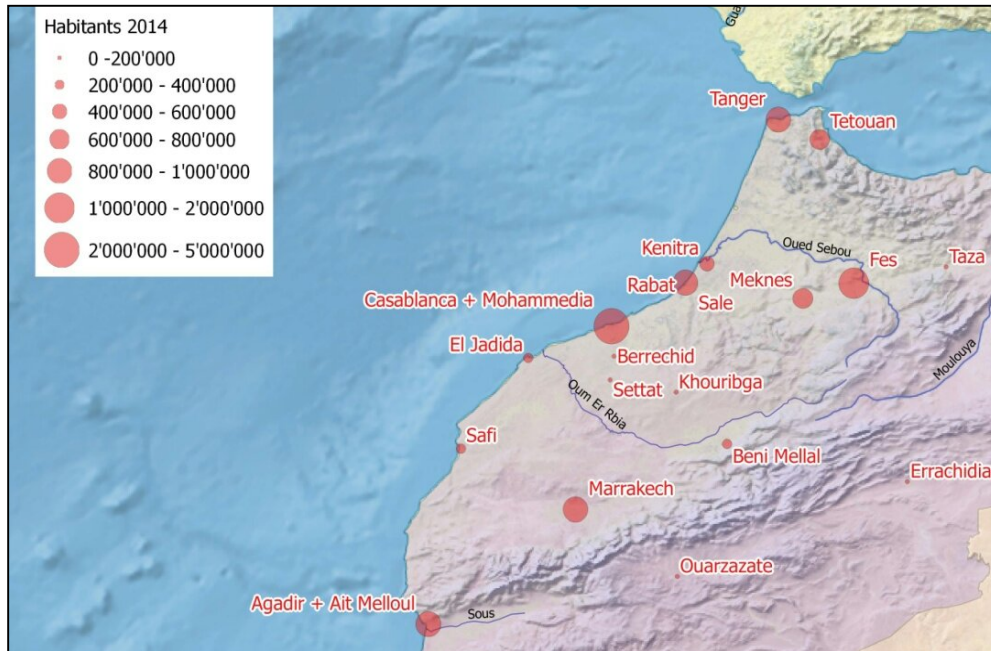 Habitants 2014
0 -200'000
200'000 - 400'000
400'000 - 600'000
600'000 - 800'000
800'000 - 1'000'000
1'000'000 - 2'000'000
2'000'000 - 5'000'000
Gua
Tanger
Tetouan
Kenitra
Oued Sebou
Fes
Taza
Rabat
Meknes
Sale
Casablanca + Mohammedia
El Jadida
Berrechid
Settat
Khouribga
Moulouya
Oum Er Rbia
Safi
Beni Mellal
Errachidia
Marrakech
Ouarzazate
Agadir + Ait Melloul
Sous